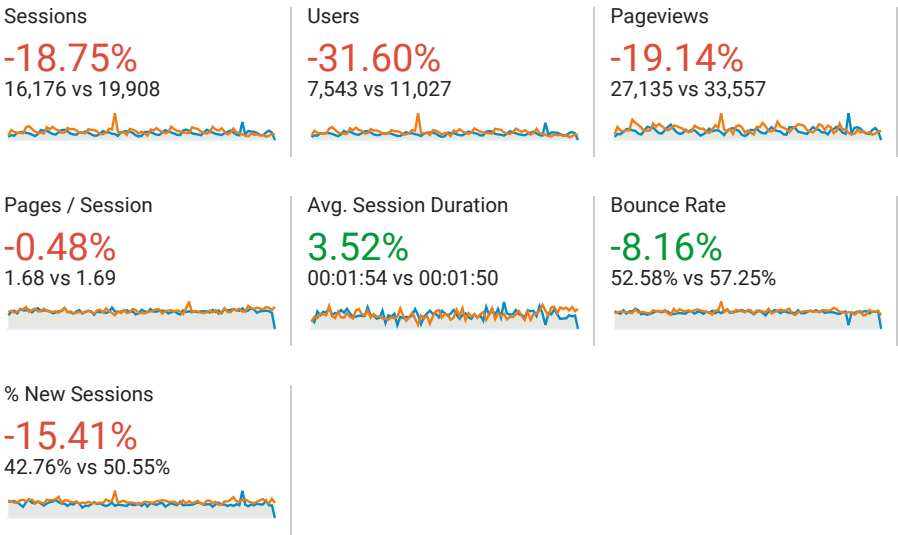 Sessions
-18.75%
16,176 vs 19,908
Users
-31.60%
7,543 vs 11,027
Pageviews
-19.14%
27,135 vs 33,557
Pages / Session
-0.48%
1.68 vs 1.69
Avg. Session Duration
3.52%
00:01:54 vs 00:01:50
Bounce Rate
-8.16%
52.58% vs 57.25%
% New Sessions
-15.41%
42.76% vs 50.55%